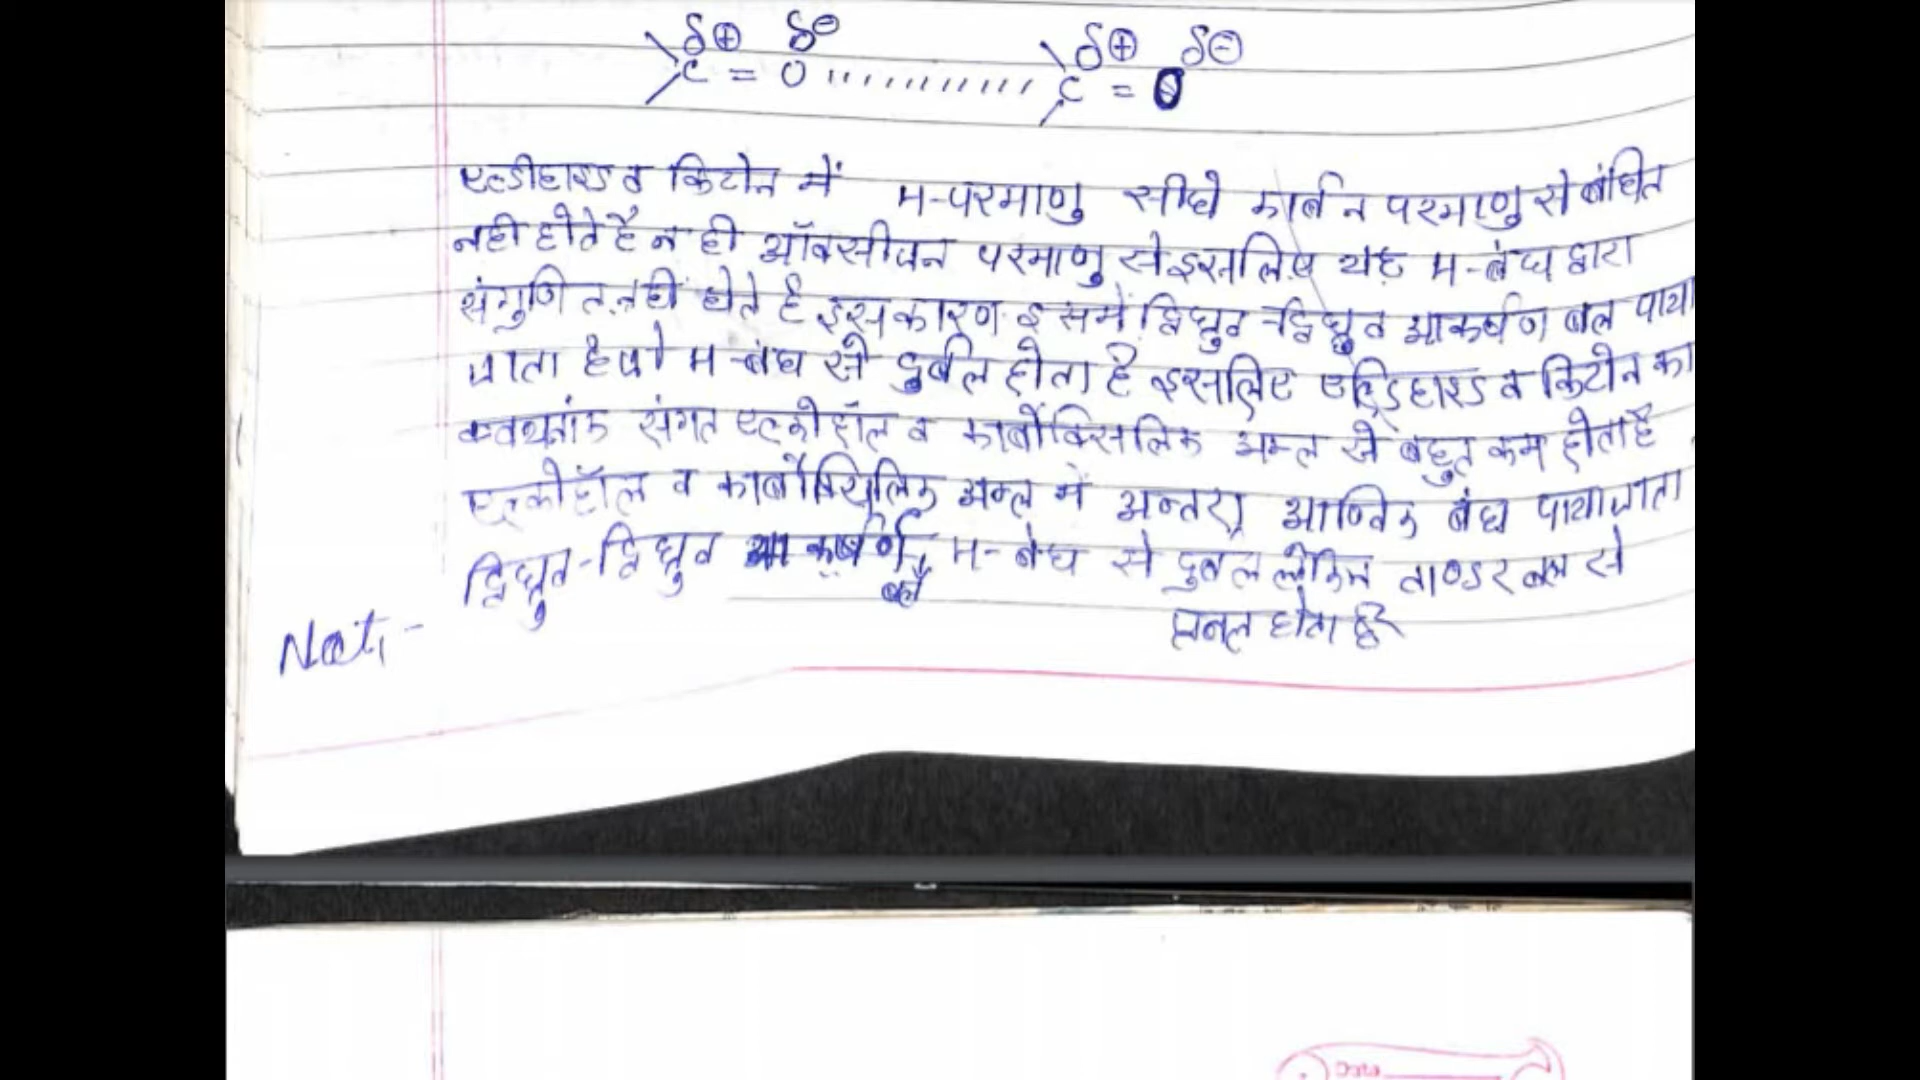 δ⊕ δ⊖ δ⊕ δ⊖
C = O ''''''''''' C = O
एल्डीहाइड व किटोन में H-परमाणु सीधे कार्बन परमाणु से बंधित
नही होते है न ही ऑक्सीजन परमाणु से इसलिए यह H-बंध द्वारा
संगुणित नहीं होते है इस कारण इसमें द्विध्रुव-द्विध्रुव आकर्षण बल पाया
जाता है जो H-बंध से दुर्बल होता है इसलिए एल्डिहाइड व किटोन का
क्वथनांक संगत एल्कोहॉल व कार्बोक्सिलिक अम्ल से बहुत कम होता है
एल्कोहॉल व कार्बोक्सिलिक अम्ल में अन्तरा आण्विक बंध पाया जाता
द्विध्रुव-द्विध्रुव आकर्षण बल H-बंध से दुबल लेकिन वाण्डर बल से
प्रबल होता है
Not,-